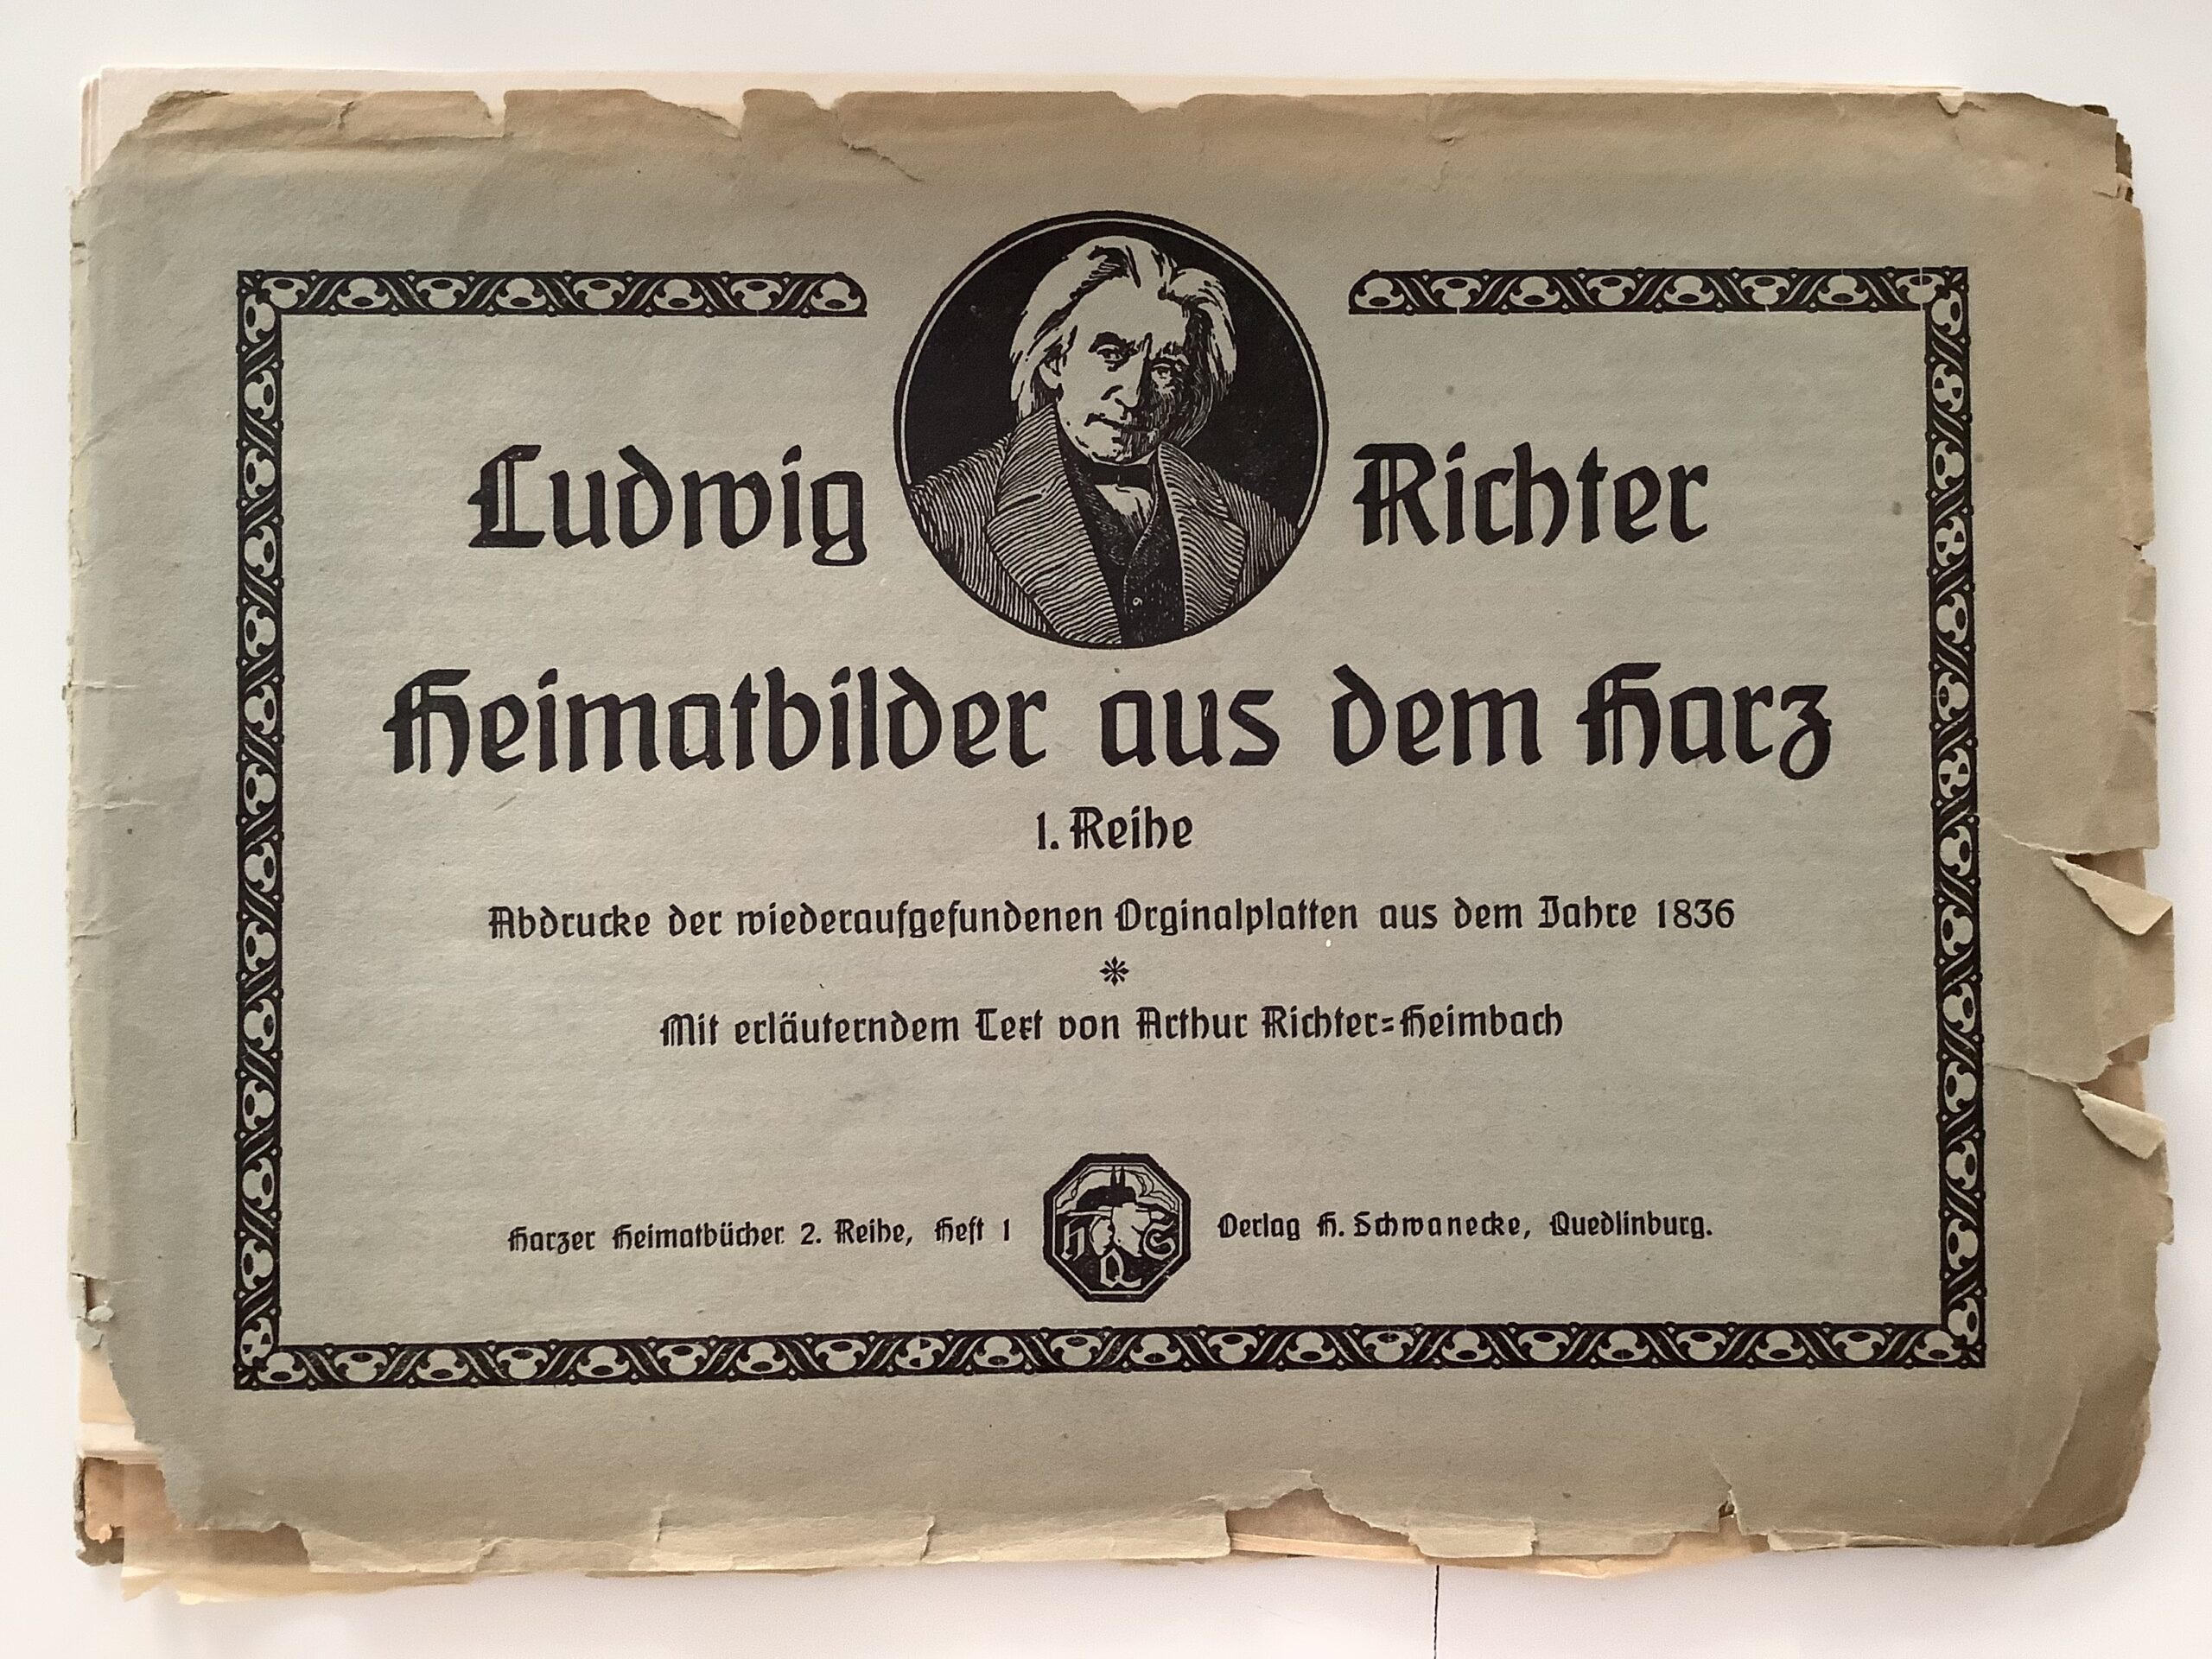 Ludwig Richter
Heimatbilder aus dem Harz
1. Reihe
Abdrucke der wiederaufgefundenen Orginalplatten aus dem Jahre 1836
Mit erläuterndem Text von Arthur Richter=Heimbach
Harzer Heimatbücher 2. Reihe, Heft 1
H Q S
Verlag H. Schwanecke, Quedlinburg.